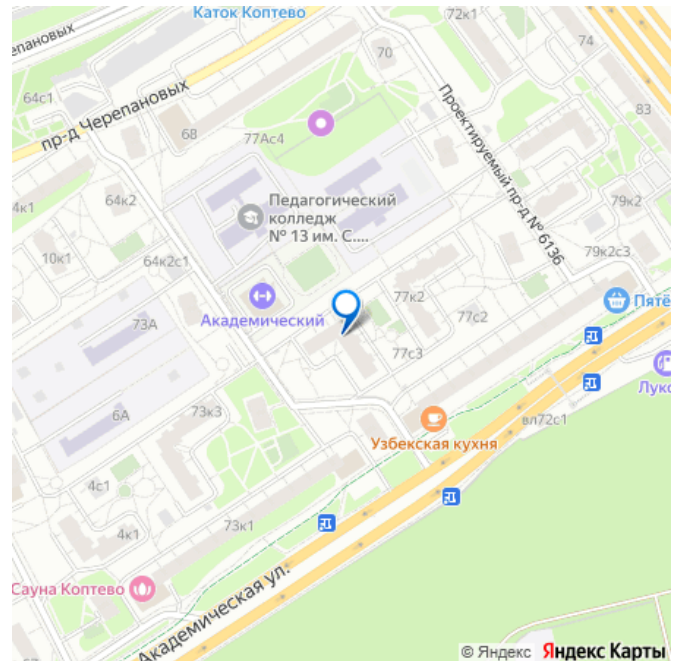 Каток Коптево
72к1
епановых
74
70
64с1
пр-д Черепановых
83
68
77Ас4
Проектируемый пр-д № 6136
Педагогический
колледж
№ 13 им. С....
4к1
64к2
79к2
10к1
64к2с1
79к2с3
77к2
Пятё
Академический
77с2
73А
77с3
Лукс
6А
73к3
вл72с1
Узбекская кухня
4с1
4к1
73к1
Сауна Коптево
Академическая ул.
© Яндекс Яндекс Карты